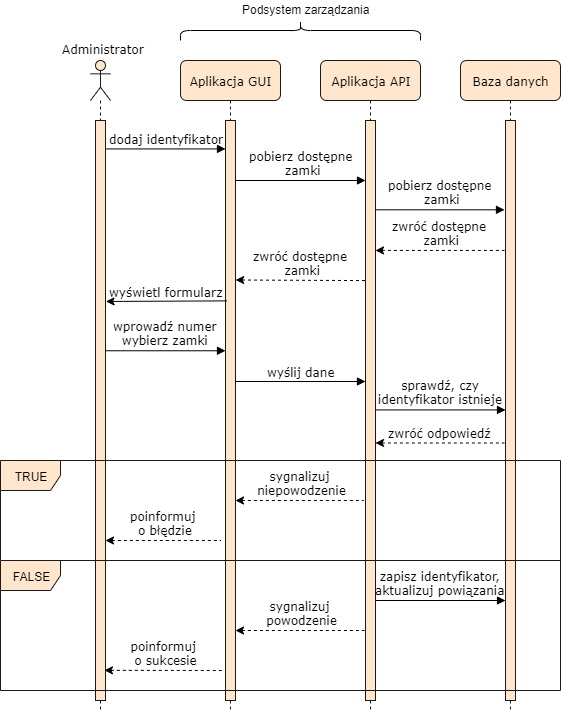 Podsystem zarządzania
Administrator
Aplikacja GUI
Aplikacja API
Baza danych
dodaj identyfikator
pobierz dostępne
zamki
pobierz dostępne
zamki
zwróć dostępne
zamki
zwróć dostępne
zamki
wyświetl formularz
wprowadź numer
wybierz zamki
wyślij dane
sprawdź, czy
identyfikator istnieje
zwróć odpowiedź
TRUE
sygnalizuj
niepowodzenie
poinformuj
o błędzie
FALSE
zapisz identyfikator,
aktualizuj powiązania
sygnalizuj
powodzenie
poinformuj
o sukcesie